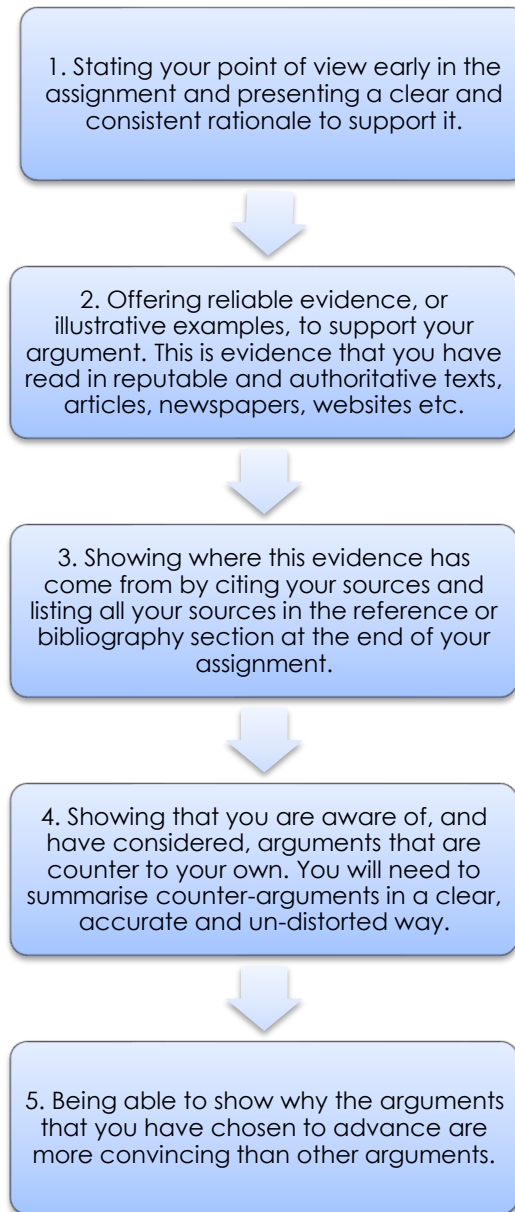 1. Stating your point of view early in the
assignment and presenting a clear and
consistent rationale to support it.
2. Offering reliable evidence, or
illustrative examples, to support your
argument. This is evidence that you have
read in reputable and authoritative texts,
articles, newspapers, websites etc.
3. Showing where this evidence has
come from by citing your sources and
listing all your sources in the reference or
bibliography section at the end of your
assignment.
4. Showing that you are aware of, and
have considered, arguments that are
counter to your own. You will need to
summarise counter-arguments in a clear,
accurate and un-distorted way.
5. Being able to show why the arguments
that you have chosen to advance are
more convincing than other arguments.